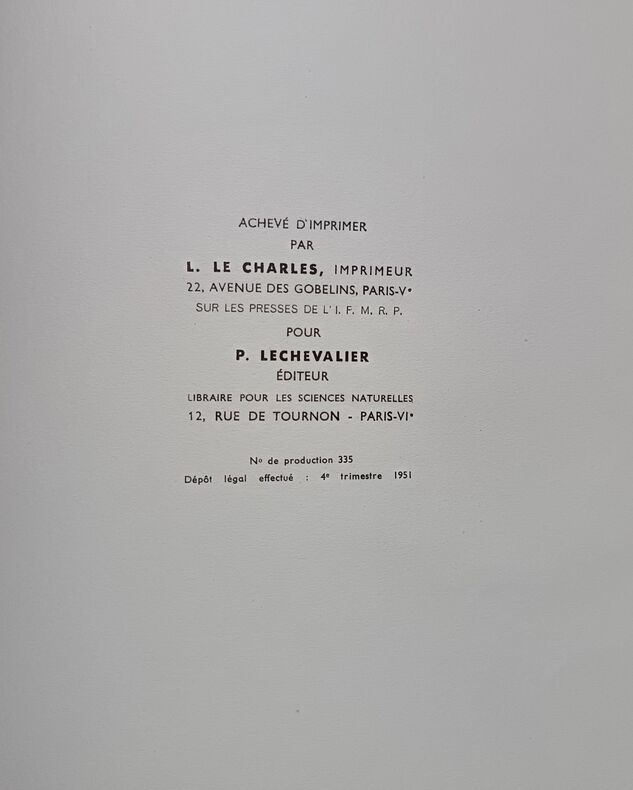 ACHEVÉ D'IMPRIMER
PAR
L. LE CHARLES, IMPRIMEUR
22, AVENUE DES GOBELINS, PARIS-Vᵉ
SUR LES PRESSES DE L'I. F. M. R. P.
POUR
P. LECHEVALIER
ÉDITEUR
LIBRAIRE POUR LES SCIENCES NATURELLES
12, RUE DE TOURNON - PARIS-VIᵉ
Nº de production 335
Dépôt légal effectué : 4ᵉ trimestre 1951